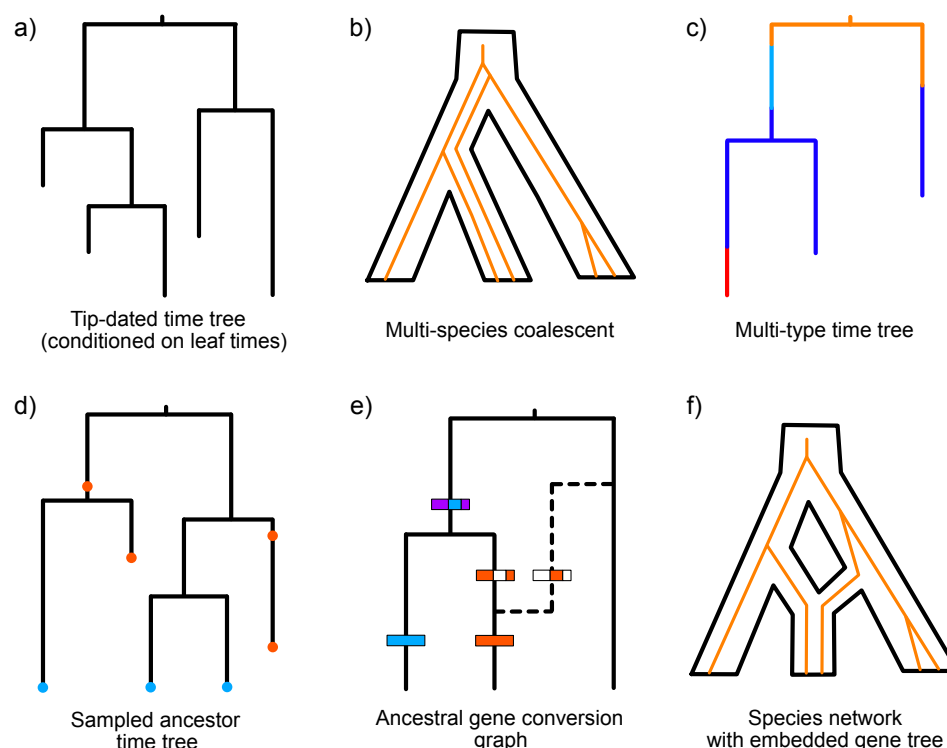 a)
b)
c)
Tip-dated time tree
(conditioned on leaf times)
Multi-species coalescent
Multi-type time tree
d)
e)
f)
Sampled ancestor
time tree
Ancestral gene conversion
graph
Species network
with embedded gene tree